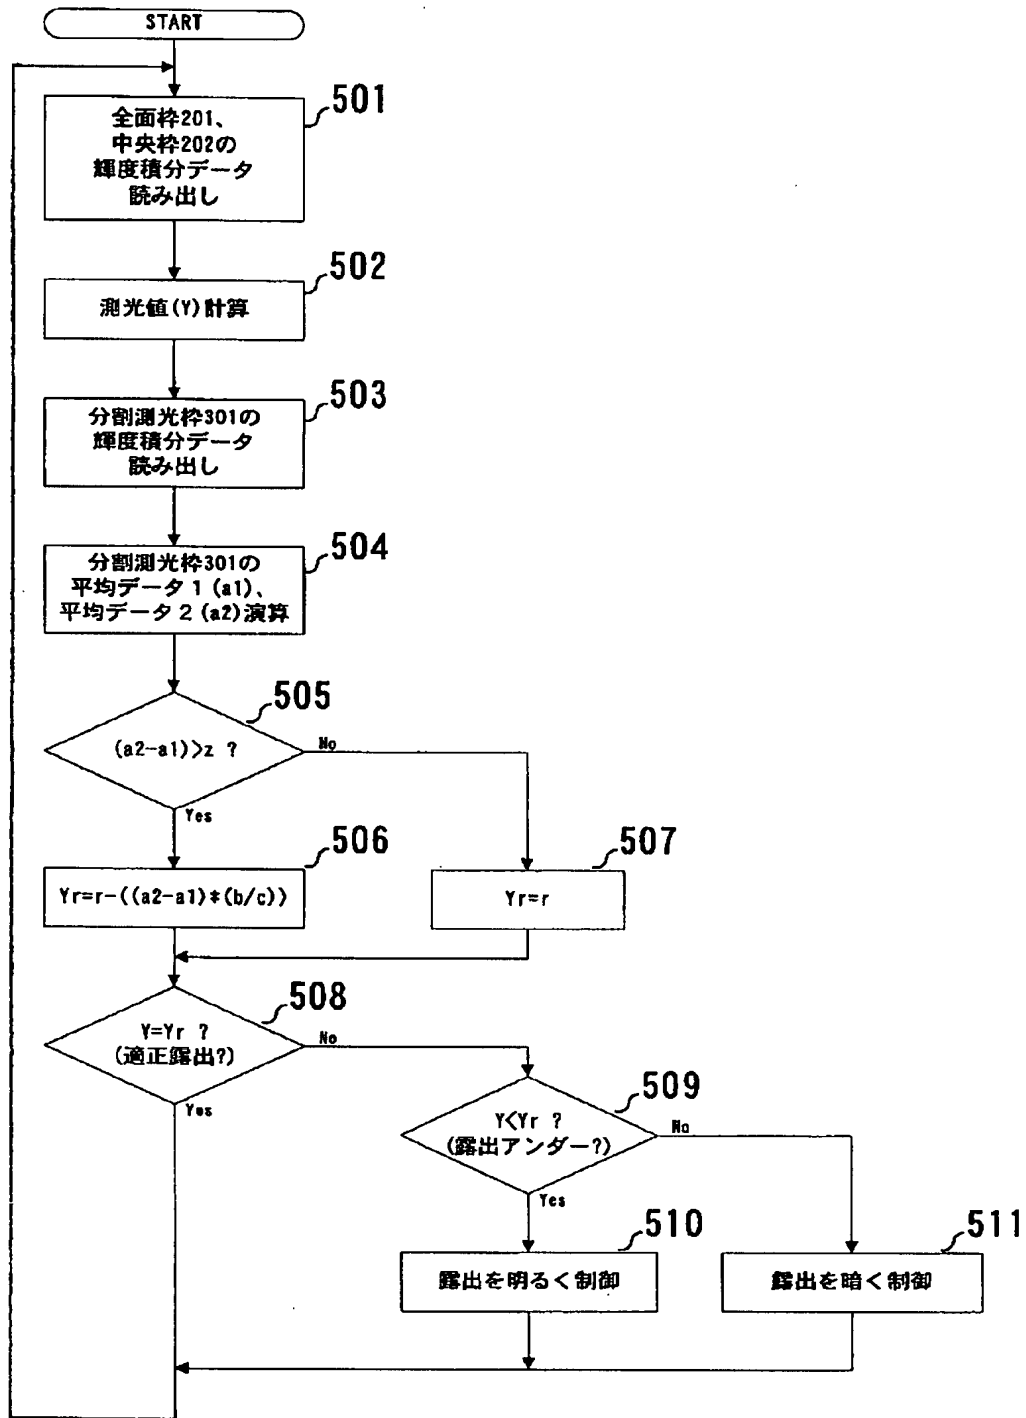 START
501
全面枠201、
中央枠202の
輝度積分データ
読み出し
502
測光値(Y)計算
503
分割測光枠301の
輝度積分データ
読み出し
504
分割測光枠301の
平均データ1(a1)、
平均データ2(a2)演算
505
(a2-a1)>z ?
No
Yes
506
Yr=r-((a2-a1)*(b/c))
507
Yr=r
508
Y=Yr ?
(適正露出?)
No
Yes
509
Y<Yr ?
(露出アンダー?)
No
Yes
510
露出を明るく制御
511
露出を暗く制御